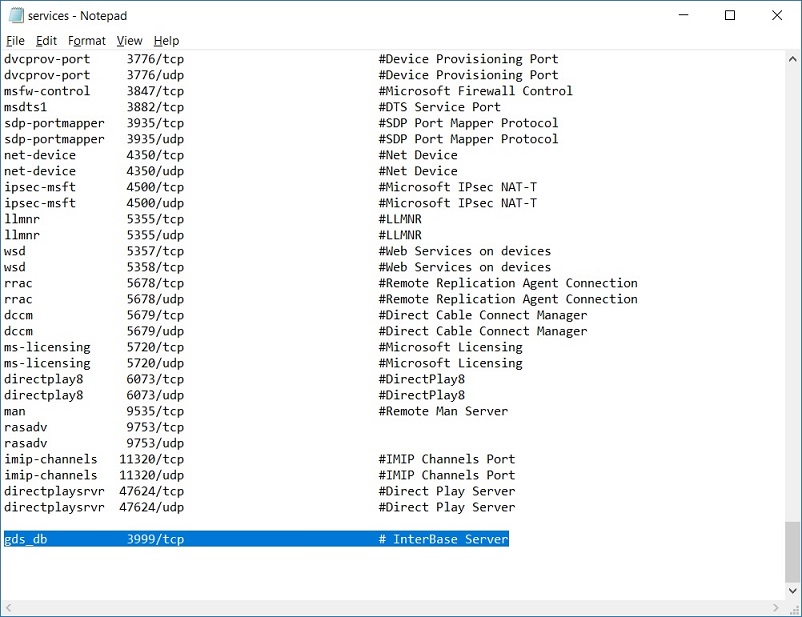 services - Notepad
File Edit Format View Help
dvcprov-port 3776/tcp #Device Provisioning Port
dvcprov-port 3776/udp #Device Provisioning Port
msfw-control 3847/tcp #Microsoft Firewall Control
msdts1 3882/tcp #DTS Service Port
sdp-portmapper 3935/tcp #SDP Port Mapper Protocol
sdp-portmapper 3935/udp #SDP Port Mapper Protocol
net-device 4350/tcp #Net Device
net-device 4350/udp #Net Device
ipsec-msft 4500/tcp #Microsoft IPsec NAT-T
ipsec-msft 4500/udp #Microsoft IPsec NAT-T
llmnr 5355/tcp #LLMNR
llmnr 5355/udp #LLMNR
wsd 5357/tcp #Web Services on devices
wsd 5358/tcp #Web Services on devices
rrac 5678/tcp #Remote Replication Agent Connection
rrac 5678/udp #Remote Replication Agent Connection
dccm 5679/tcp #Direct Cable Connect Manager
dccm 5679/udp #Direct Cable Connect Manager
ms-licensing 5720/tcp #Microsoft Licensing
ms-licensing 5720/udp #Microsoft Licensing
directplay8 6073/tcp #DirectPlay8
directplay8 6073/udp #DirectPlay8
man 9535/tcp #Remote Man Server
rasadv 9753/tcp
rasadv 9753/udp
imip-channels 11320/tcp #IMIP Channels Port
imip-channels 11320/udp #IMIP Channels Port
directplaysrvr 47624/tcp #Direct Play Server
directplaysrvr 47624/udp #Direct Play Server
gds_db 3999/tcp # InterBase Server